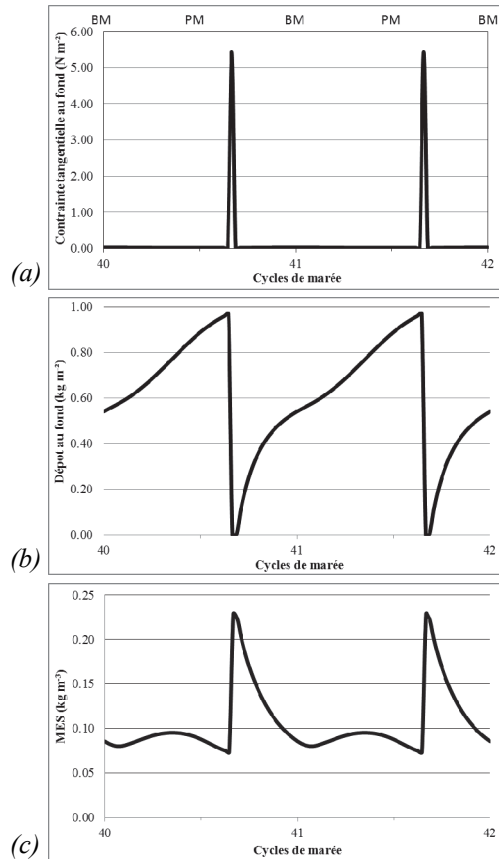 BM PM BM PM BM
Contrainte tangentielle au fond (N m⁻²)
6.00
5.00
4.00
3.00
2.00
1.00
0.00
40 41 42
Cycles de marée
(a)
Dépot au fond (kg m⁻²)
1.00
0.80
0.60
0.40
0.20
0.00
40 41 42
Cycles de marée
(b)
MES (kg m⁻³)
0.25
0.20
0.15
0.10
0.05
0.00
40 41 42
Cycles de marée
(c)